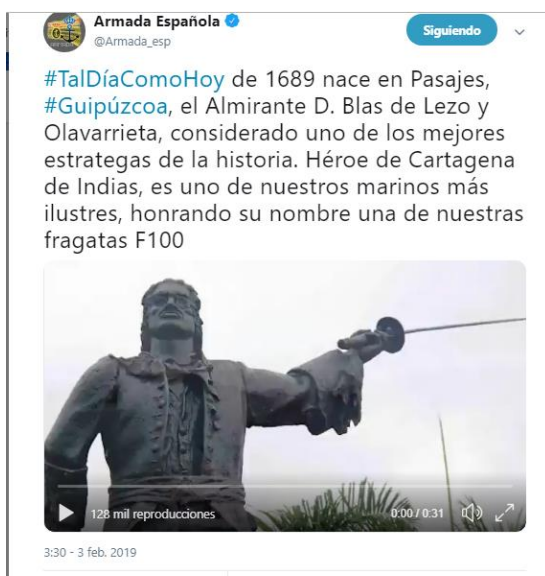 Armada Española
@Armada_esp
Siguiendo
#TalDíaComoHoy de 1689 nace en Pasajes,
#Guipúzcoa, el Almirante D. Blas de Lezo y
Olavarrieta, considerado uno de los mejores
estrategas de la historia. Héroe de Cartagena
de Indias, es uno de nuestros marinos más
ilustres, honrando su nombre una de nuestras
fragatas F100
128 mil reproducciones
0:00 / 0:31
3:30 - 3 feb. 2019